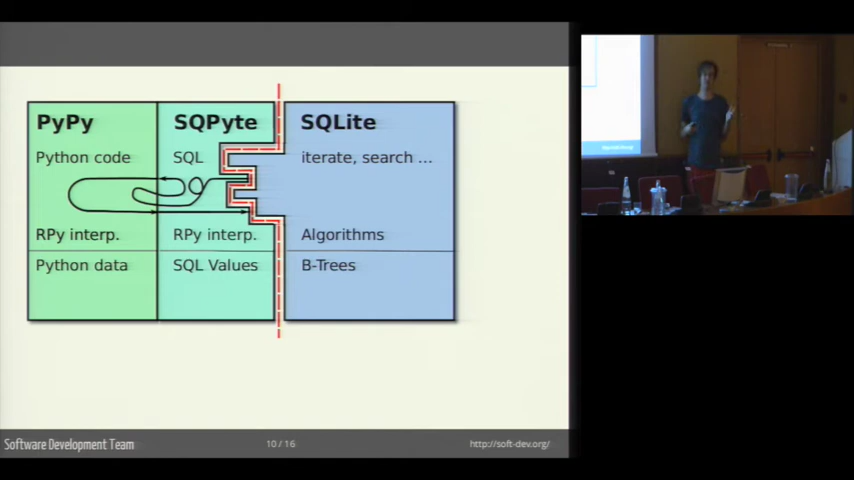 PyPy SQPyte SQLite
Python code SQL iterate, search ...
RPy interp. RPy interp. Algorithms
Python data SQL Values B-Trees
Software Development Team 10 / 16 http://soft-dev.org/